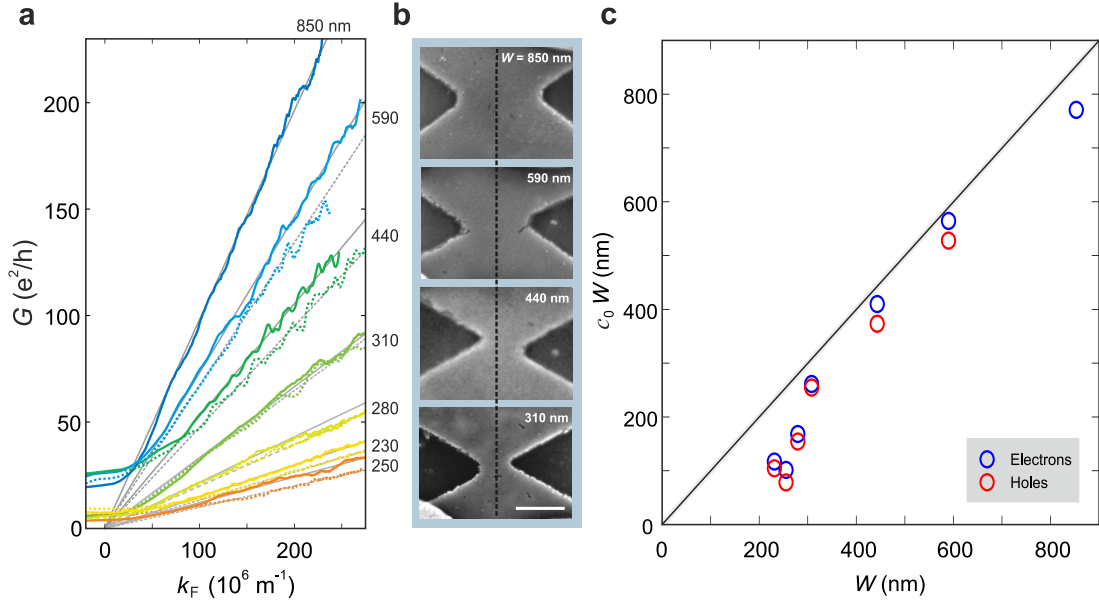 a
850 nm
200
150
100
50
0
G (e²/h)
590
440
310
280
230
250
0
100
200
k_F (10⁶ m⁻¹)
b
W = 850 nm
590 nm
440 nm
310 nm
c
800
600
400
200
0
c₀ W (nm)
Electrons
Holes
0
200
400
600
800
W (nm)